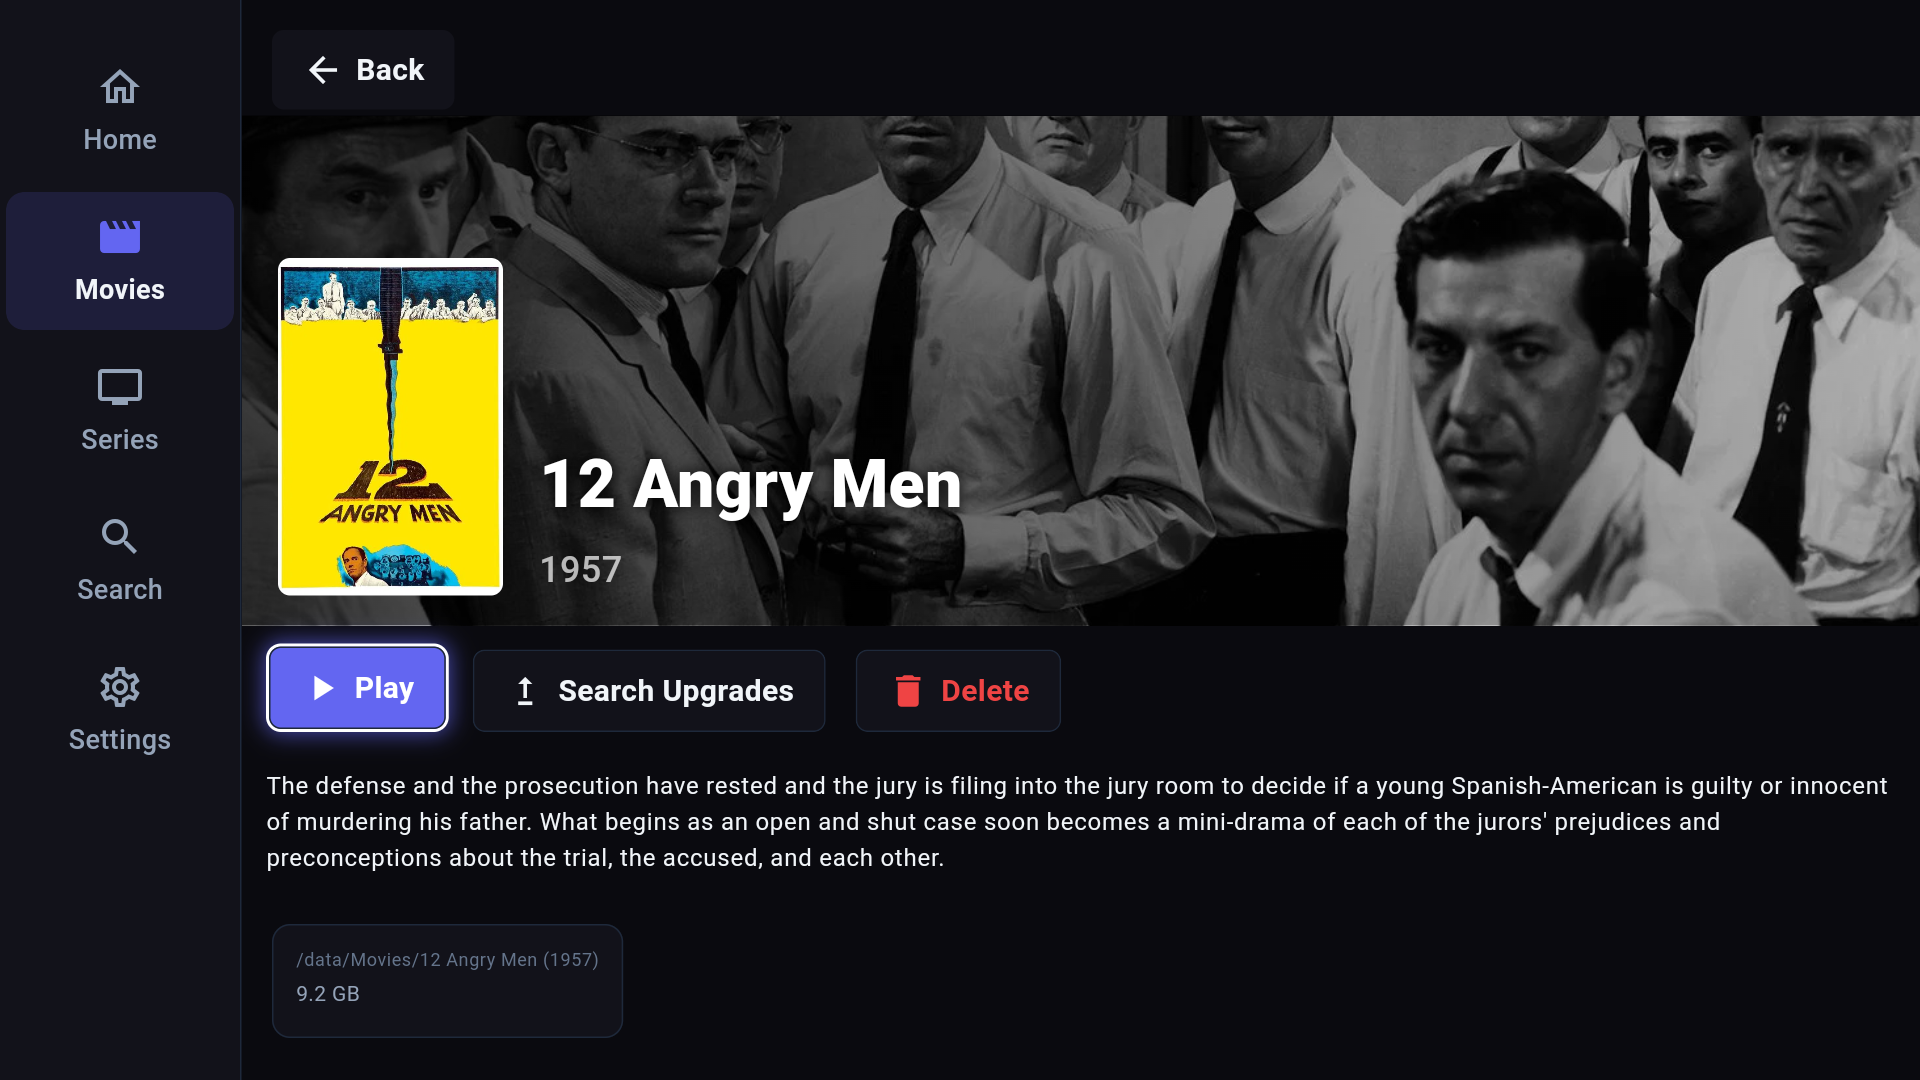 Home
Movies
Series
Search
Settings
Back
12
ANGRY MEN
12 Angry Men
1957
Play
Search Upgrades
Delete
The defense and the prosecution have rested and the jury is filing into the jury room to decide if a young Spanish-American is guilty or innocent
of murdering his father. What begins as an open and shut case soon becomes a mini-drama of each of the jurors' prejudices and
preconceptions about the trial, the accused, and each other.
/data/Movies/12 Angry Men (1957)
9.2 GB